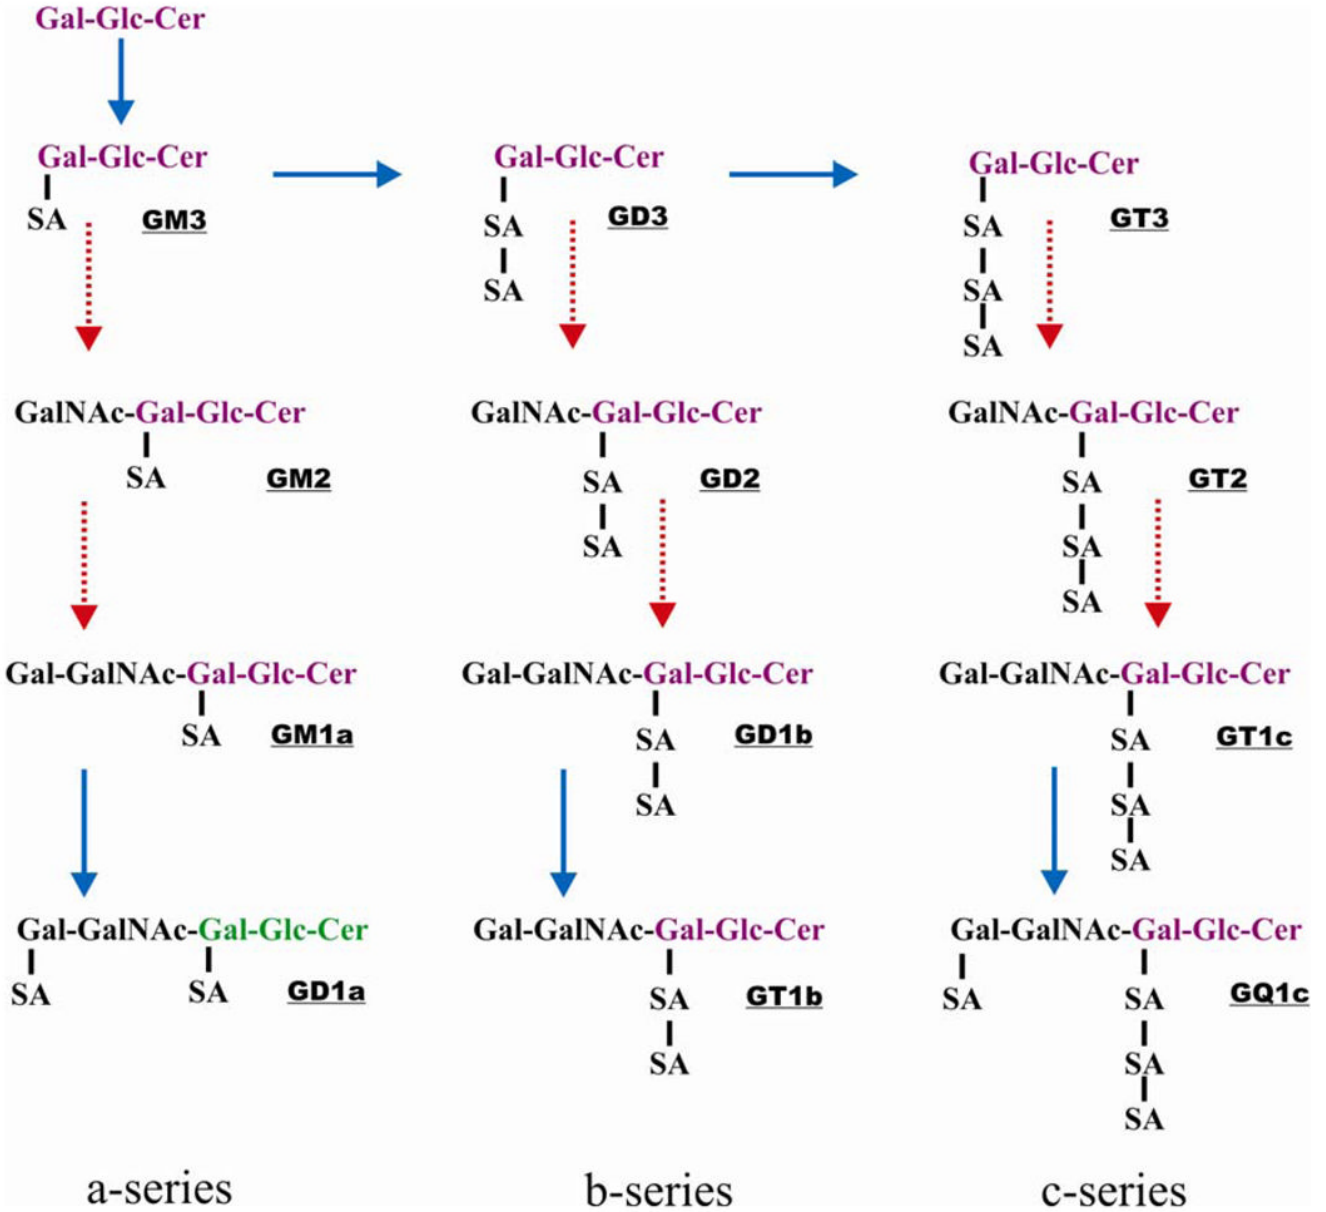 Gal-Glc-Cer
Gal-Glc-Cer
SA
GM3
Gal-Glc-Cer
SA
SA
GD3
Gal-Glc-Cer
SA
SA
SA
GT3
GalNAc-Gal-Glc-Cer
SA
GM2
GalNAc-Gal-Glc-Cer
SA
SA
GD2
GalNAc-Gal-Glc-Cer
SA
SA
SA
GT2
Gal-GalNAc-Gal-Glc-Cer
SA
GM1a
Gal-GalNAc-Gal-Glc-Cer
SA
SA
GD1b
Gal-GalNAc-Gal-Glc-Cer
SA
SA
SA
GT1c
Gal-GalNAc-Gal-Glc-Cer
SA
SA
GD1a
Gal-GalNAc-Gal-Glc-Cer
SA
SA
GT1b
Gal-GalNAc-Gal-Glc-Cer
SA
SA
SA
SA
GQ1c
a-series
b-series
c-series